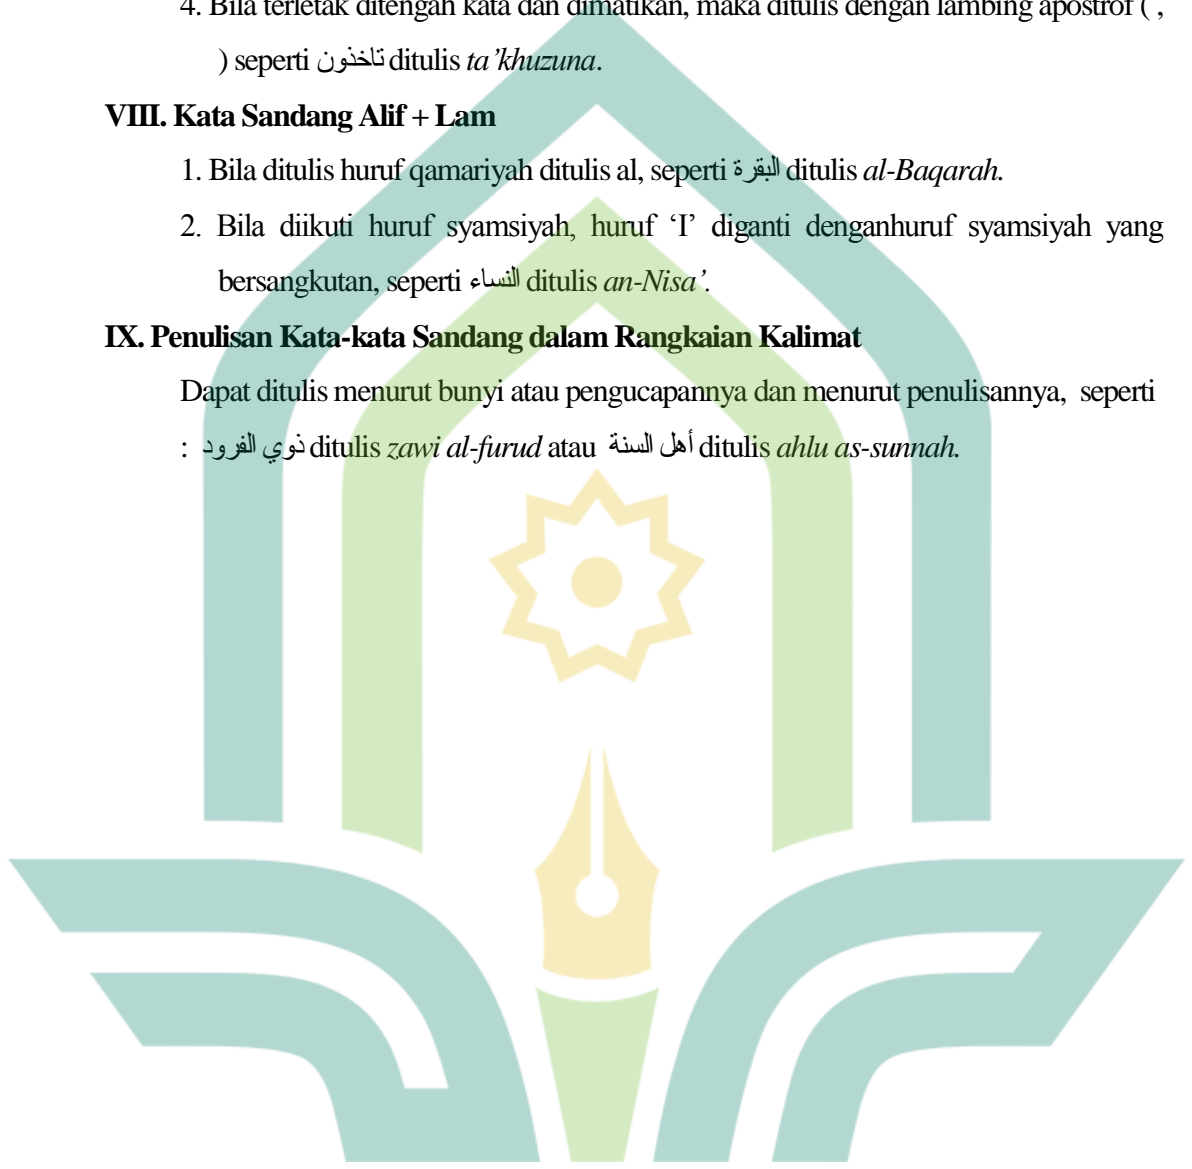 4. Bila terletak ditengah kata dan dimatikan, maka ditulis dengan lambing apostrof ( ,
) seperti تاخذون ditulis ta’khuzuna.
VIII. Kata Sandang Alif + Lam
1. Bila ditulis huruf qamariyah ditulis al, seperti البقرة ditulis al-Baqarah.
2. Bila diikuti huruf syamsiyah, huruf ‘I’ diganti denganhuruf syamsiyah yang
bersangkutan, seperti النساء ditulis an-Nisa’.
IX. Penulisan Kata-kata Sandang dalam Rangkaian Kalimat
Dapat ditulis menurut bunyi atau pengucapannya dan menurut penulisannya, seperti
: ذوي الفرود ditulis zawi al-furud atau أهل السنة ditulis ahlu as-sunnah.